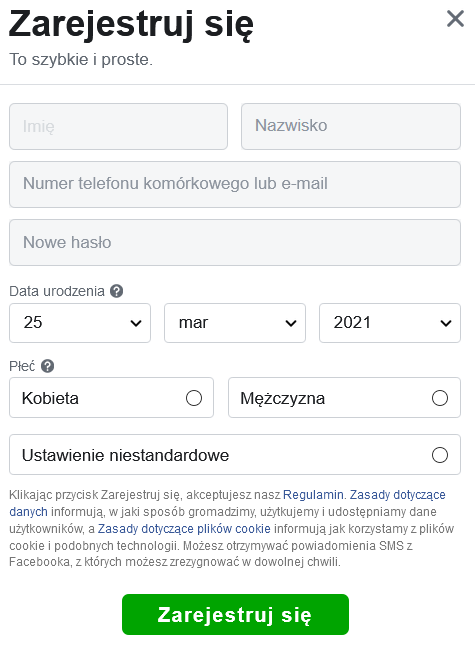 Zarejestruj się
To szybkie i proste.
Imię
Nazwisko
Numer telefonu komórkowego lub e-mail
Nowe hasło
Data urodzenia ?
25
mar
2021
Płeć ?
Kobieta
Mężczyzna
Ustawienie niestandardowe
Klikając przycisk Zarejestruj się, akceptujesz nasz Regulamin. Zasady dotyczące
danych informują, w jaki sposób gromadzimy, użytkujemy i udostępniamy dane
użytkowników, a Zasady dotyczące plików cookie informują jak korzystamy z plików
cookie i podobnych technologii. Możesz otrzymywać powiadomienia SMS z
Facebooka, z których możesz zrezygnować w dowolnej chwili.
Zarejestruj się